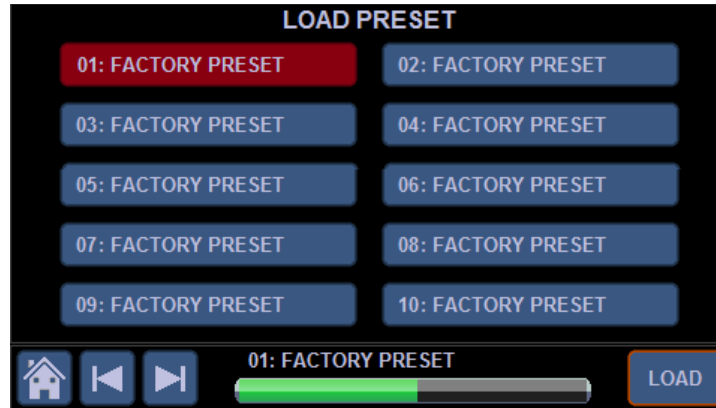 LOAD PRESET
01: FACTORY PRESET
02: FACTORY PRESET
03: FACTORY PRESET
04: FACTORY PRESET
05: FACTORY PRESET
06: FACTORY PRESET
07: FACTORY PRESET
08: FACTORY PRESET
09: FACTORY PRESET
10: FACTORY PRESET
01: FACTORY PRESET
LOAD